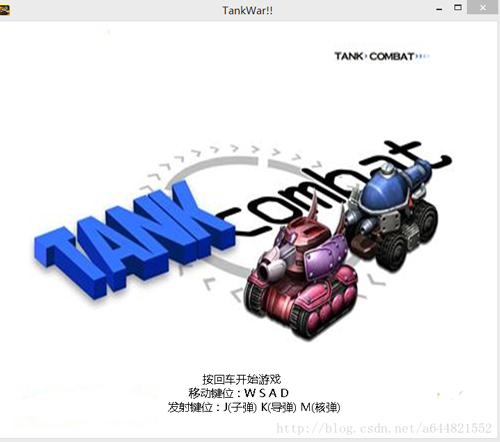 TankWar!!
TANK COMBAT
TANK
combat
按回车开始游戏
移动键位：W S A D
发射键位：J(子弹) K(导弹) M(核弹)
http://blog.csdn.net/a644821552